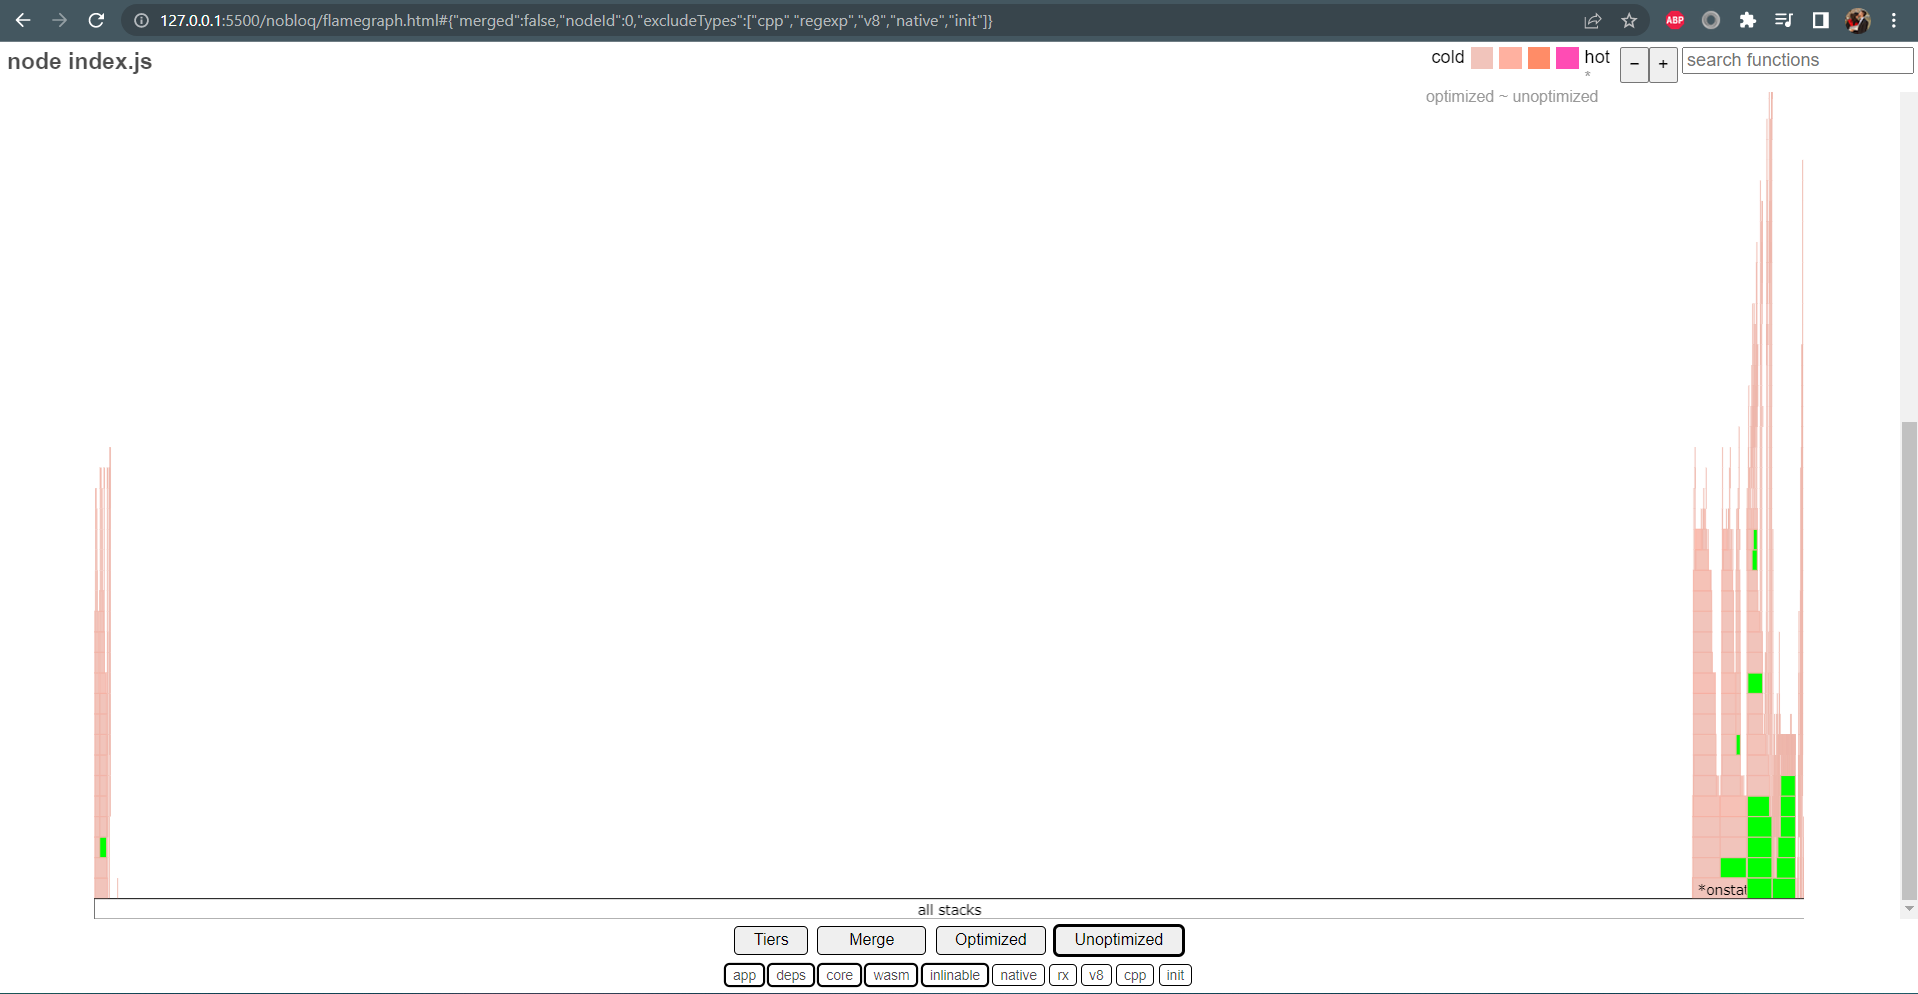 127.0.0.1:5500/nobloq/flamegraph.html#{"merged":false,"nodeId":0,"excludeTypes":["cpp","regexp","v8","native","init"]}
ABP
node index.js
cold hot
*
− + search functions
optimized ~ unoptimized
*onstat
all stacks
Tiers Merge Optimized Unoptimized
app deps core wasm inlinable native rx v8 cpp init